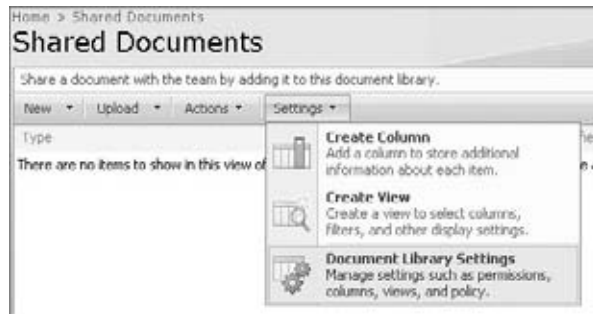 Home > Shared Documents
Shared Documents
Share a document with the team by adding it to this document library.
New Upload Actions Settings
Type
There are no items to show in this view of
Create Column
Add a column to store additional
information about each item.
Create View
Create a view to select columns,
filters, and other display settings.
Document Library Settings
Manage settings such as permissions,
columns, views, and policy.